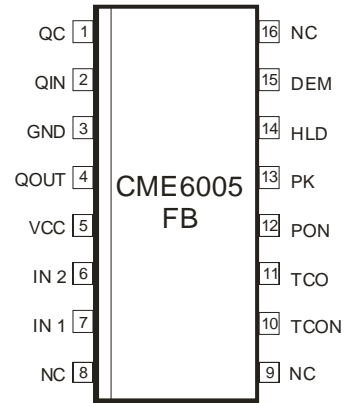 QC 1 16 NC
QIN 2 15 DEM
GND 3 14 HLD
QOUT 4 13 PK
CME6005
FB
VCC 5 12 PON
IN 2 6 11 TCO
IN 1 7 10 TCON
NC 8 9 NC